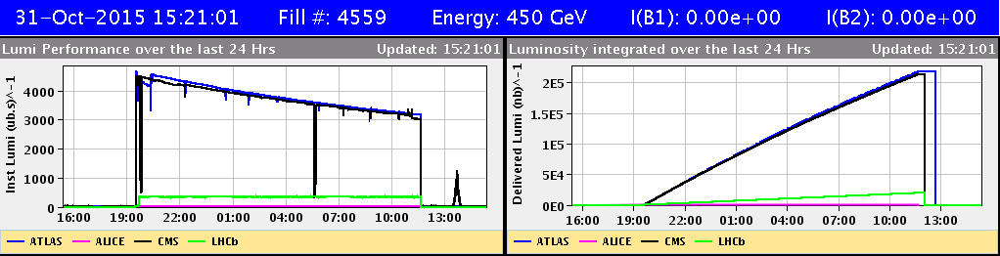 31-Oct-2015 15:21:01 Fill #: 4559 Energy: 450 GeV I(B1): 0.00e+00 I(B2): 0.00e+00
Lumi Performance over the last 24 Hrs Updated: 15:21:01
Inst Lumi (ub.s)^-1
4000
3000
2000
1000
0
16:00 19:00 22:00 01:00 04:00 07:00 10:00 13:00
ATLAS ALICE CMS LHCb
Luminosity integrated over the last 24 Hrs Updated: 15:21:01
Delivered Lumi (nb)^-1
2E5
1.5E5
1E5
5E4
0E0
16:00 19:00 22:00 01:00 04:00 07:00 10:00 13:00
ATLAS ALICE CMS LHCb